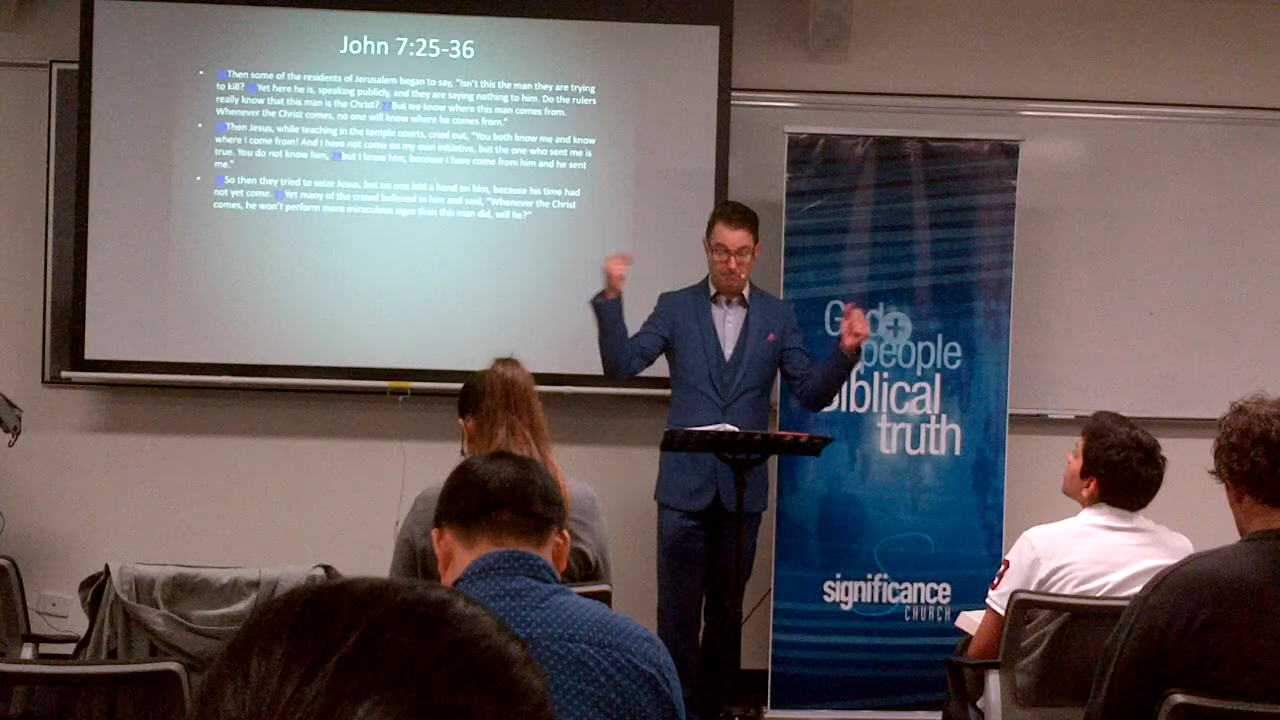 John 7:25-36
• Then some of the residents of Jerusalem began to say, "Isn't this the man they are trying
to kill? Yet here he is, speaking publicly, and they are saying nothing to him. Do the rulers
really know that this man is the Christ? But we know where this man comes from.
Whenever the Christ comes, no one will know where he comes from."
• Then Jesus, while teaching in the temple courts, cried out, "You both know me and know
where I come from! And I have not come on my own initiative, but the one who sent me is
true. You do not know him, but I know him, because I have come from him and he sent
me."
• So then they tried to seize Jesus, but no one laid a hand on him, because his time had
not yet come. Yet many of the crowd believed in him and said, "Whenever the Christ
comes, he won't perform more miraculous signs than this man did, will he?"
God +
people
biblical
truth
significance
CHURCH